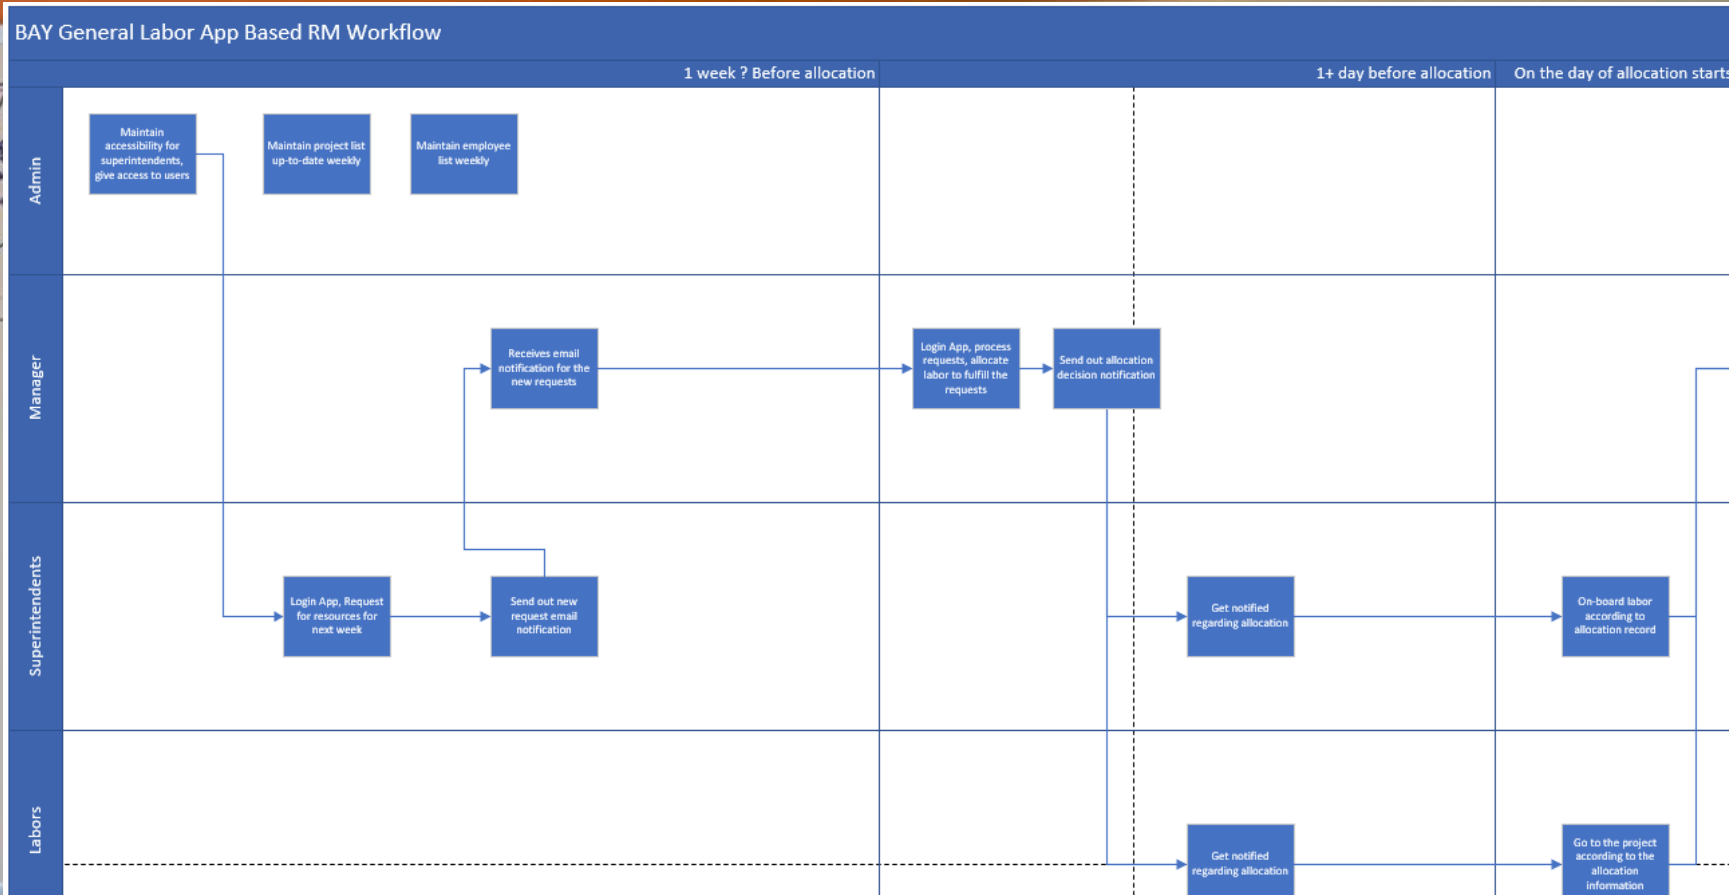 BAY General Labor App Based RM Workflow
1 week ? Before allocation
1+ day before allocation
On the day of allocation starts
Admin
Maintain
accessibility for
superintendents,
give access to users
Maintain project list
up-to-date weekly
Maintain employee
list weekly
Manager
Receives email
notification for the
new requests
Login App, process
requests, allocate
labor to fulfill the
requests
Send out allocation
decision notification
Superintendents
Login App, Request
for resources for
next week
Send out new
request email
notification
Get notified
regarding allocation
On-board labor
according to
allocation record
Labors
Get notified
regarding allocation
Go to the project
according to the
allocation
information